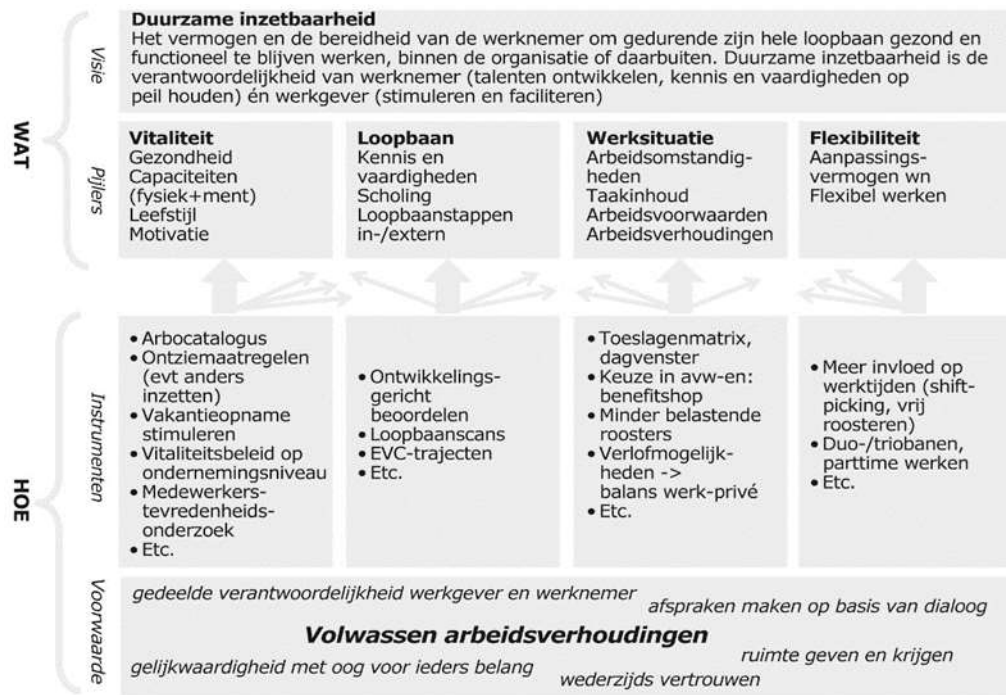 WAT
Visie
Duurzame inzetbaarheid
Het vermogen en de bereidheid van de werknemer om gedurende zijn hele loopbaan gezond en
functioneel te blijven werken, binnen de organisatie of daarbuiten. Duurzame inzetbaarheid is de
verantwoordelijkheid van werknemer (talenten ontwikkelen, kennis en vaardigheden op
peil houden) én werkgever (stimuleren en faciliteren)
Pijlers
Vitaliteit
Gezondheid
Capaciteiten
(fysiek+ment)
Leefstijl
Motivatie
Loopbaan
Kennis en
vaardigheden
Scholing
Loopbaanstappen
in-/extern
Werksituatie
Arbeidsomstandig-
heden
Taakinhoud
Arbeidsvoorwaarden
Arbeidsverhoudingen
Flexibiliteit
Aanpassings-
vermogen wn
Flexibel werken
HOE
Instrumenten
• Arbocatalogus
• Ontziemaatregelen
(evt anders
inzetten)
• Vakantieopname
stimuleren
• Vitaliteitsbeleid op
ondernemingsniveau
• Medewerkers-
tevredenheids-
onderzoek
• Etc.
• Ontwikkelings-
gericht
beoordelen
• Loopbaanscans
• EVC-trajecten
• Etc.
• Toeslagenmatrix,
dagvenster
• Keuze in avw-en:
benefitshop
• Minder belastende
roosters
• Verlofmogelijk-
heden ->
balans werk-privé
• Etc.
• Meer invloed op
werktijden (shift-
picking, vrij
roosteren)
• Duo-/triobanen,
parttime werken
• Etc.
Voorwaarde
gedeelde verantwoordelijkheid werkgever en werknemer
afspraken maken op basis van dialoog
Volwassen arbeidsverhoudingen
ruimte geven en krijgen
gelijkwaardigheid met oog voor ieders belang
wederzijds vertrouwen